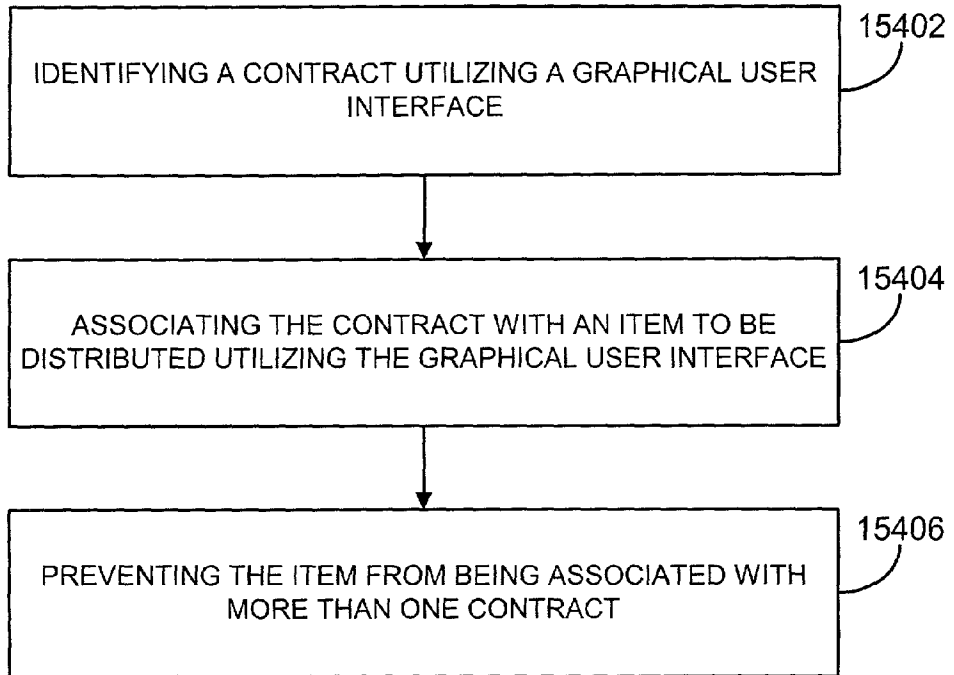 15402
IDENTIFYING A CONTRACT UTILIZING A GRAPHICAL USER
INTERFACE
15404
ASSOCIATING THE CONTRACT WITH AN ITEM TO BE
DISTRIBUTED UTILIZING THE GRAPHICAL USER INTERFACE
15406
PREVENTING THE ITEM FROM BEING ASSOCIATED WITH
MORE THAN ONE CONTRACT